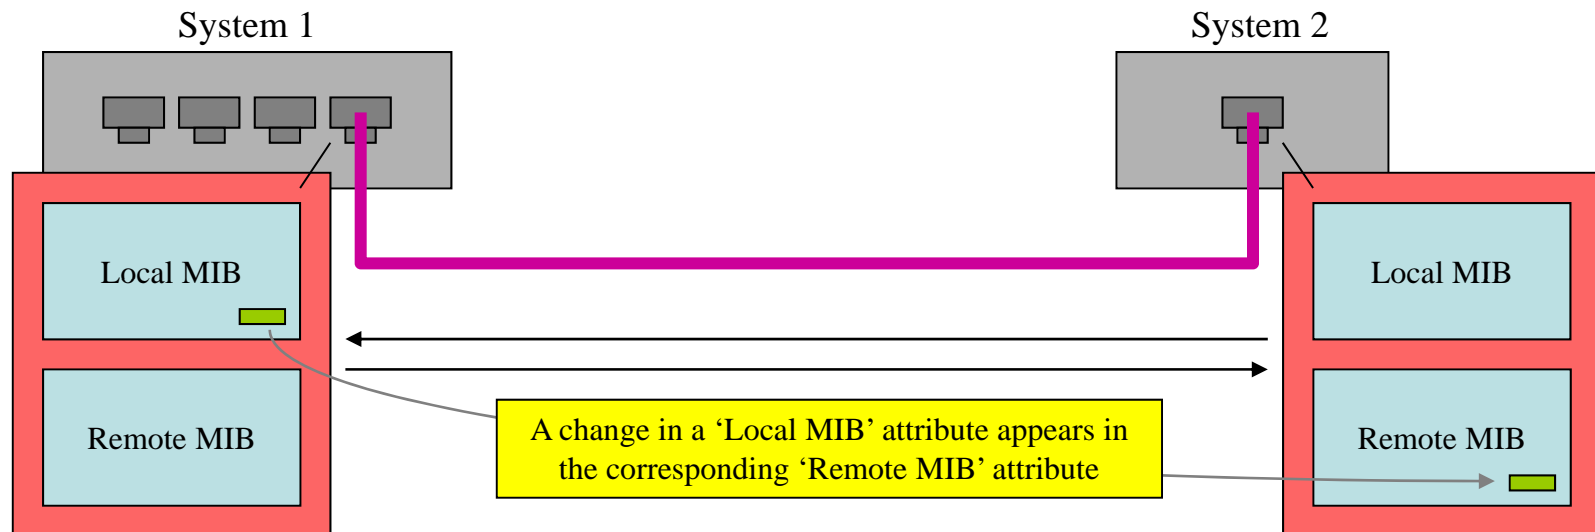 System 1
System 2
Local MIB
Local MIB
Remote MIB
Remote MIB
A change in a ‘Local MIB’ attribute appears in
the corresponding ‘Remote MIB’ attribute